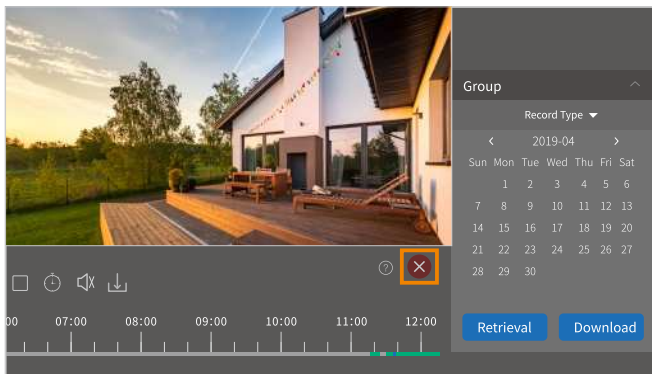 Group
Record Type
2019-04
Sun Mon Tue Wed Thu Fri Sat
1 2 3 4 5 6
7 8 9 10 11 12 13
14 15 16 17 18 19 20
21 22 23 24 25 26 27
28 29 30
Retrieval Download
00 07:00 08:00 09:00 10:00 11:00 12:00